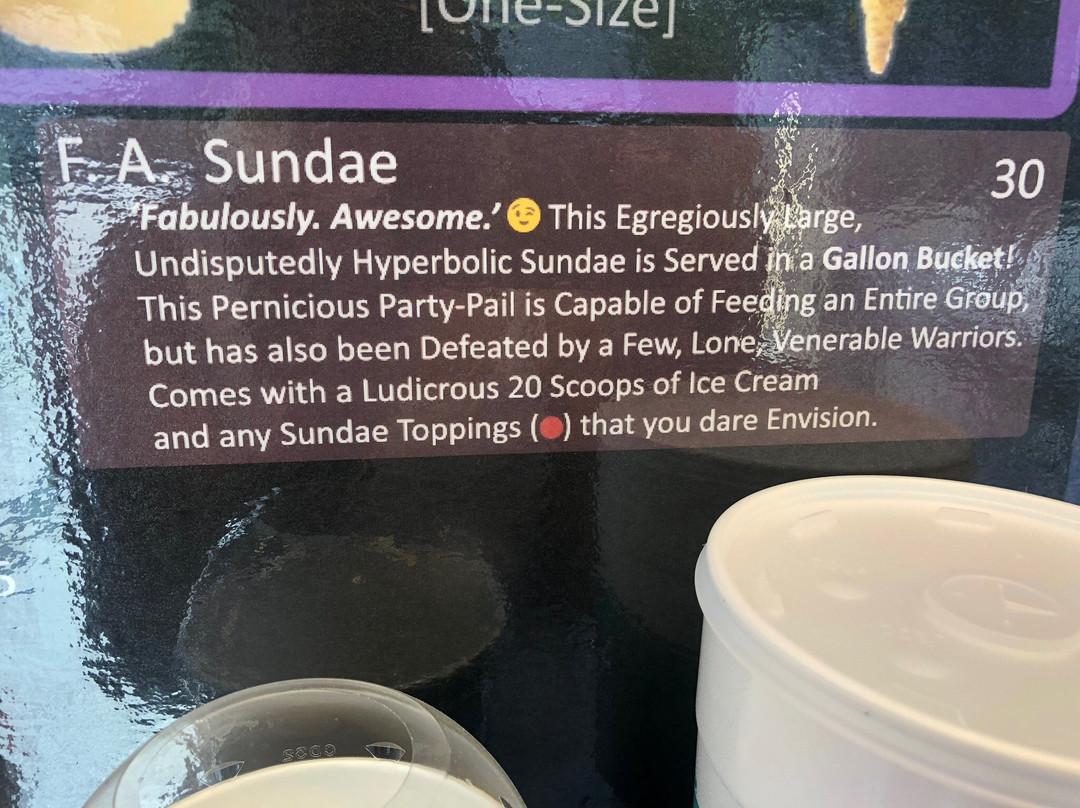 [One-Size]
F. A. Sundae
30
'Fabulously. Awesome.' 😉 This Egregiously Large,
Undisputedly Hyperbolic Sundae is Served in a Gallon Bucket!
This Pernicious Party-Pail is Capable of Feeding an Entire Group,
but has also been Defeated by a Few, Lone, Venerable Warriors.
Comes with a Ludicrous 20 Scoops of Ice Cream
and any Sundae Toppings (🔴) that you dare Envision.